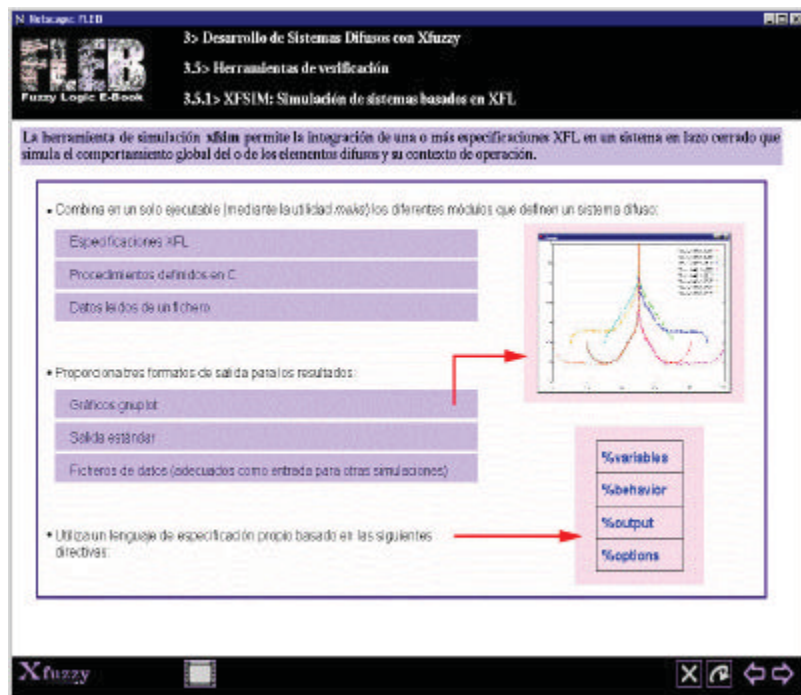 Netscape: FLEB
FLEB
Fuzzy Logic E-Book
3> Desarrollo de Sistemas Difusos con Xfuzzy
3.5> Herramientas de verificación
3.5.1> XFSIM: Simulación de sistemas basados en XFL
La herramienta de simulación xfsim permite la integración de una o más especificaciones XFL en un sistema en lazo cerrado que
simula el comportamiento global del o de los elementos difusos y su contexto de operación.
• Combina en un solo ejecutable (mediante la utilidad make) los diferentes módulos que definen un sistema difuso:
Especificaciones XFL
Procedimientos definidos en C
Datos leidos de un fichero
• Proporciona tres formatos de salida para los resultados:
Gráficos gnuplot
Salida estándar
Ficheros de datos (adecuados como entrada para otras simulaciones)
%variables
%behavior
%output
%options
• Utiliza un lenguaje de especificación propio basado en las siguientes
directivas:
Xfuzzy